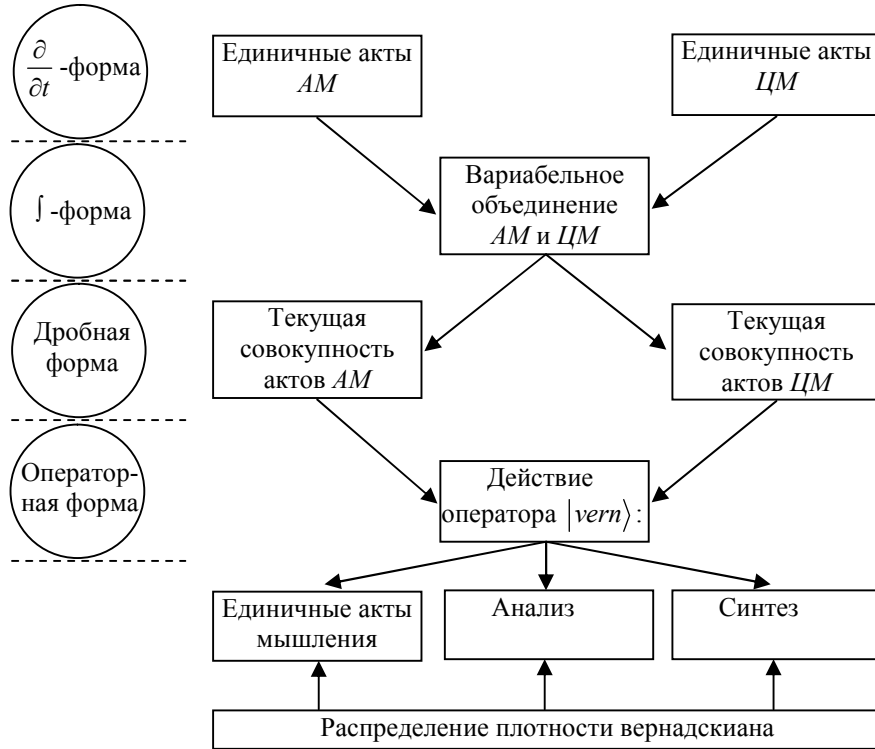 ∂
∂t
-форма
Единичные акты
АМ
Единичные акты
ЦМ
∫ -форма
Вариабельное
объединение
АМ и ЦМ
Дробная
форма
Текущая
совокупность
актов АМ
Текущая
совокупность
актов ЦМ
Оператор-
ная форма
Действие
оператора |vern⟩:
Единичные акты
мышления
Анализ
Синтез
Распределение плотности вернадскиана